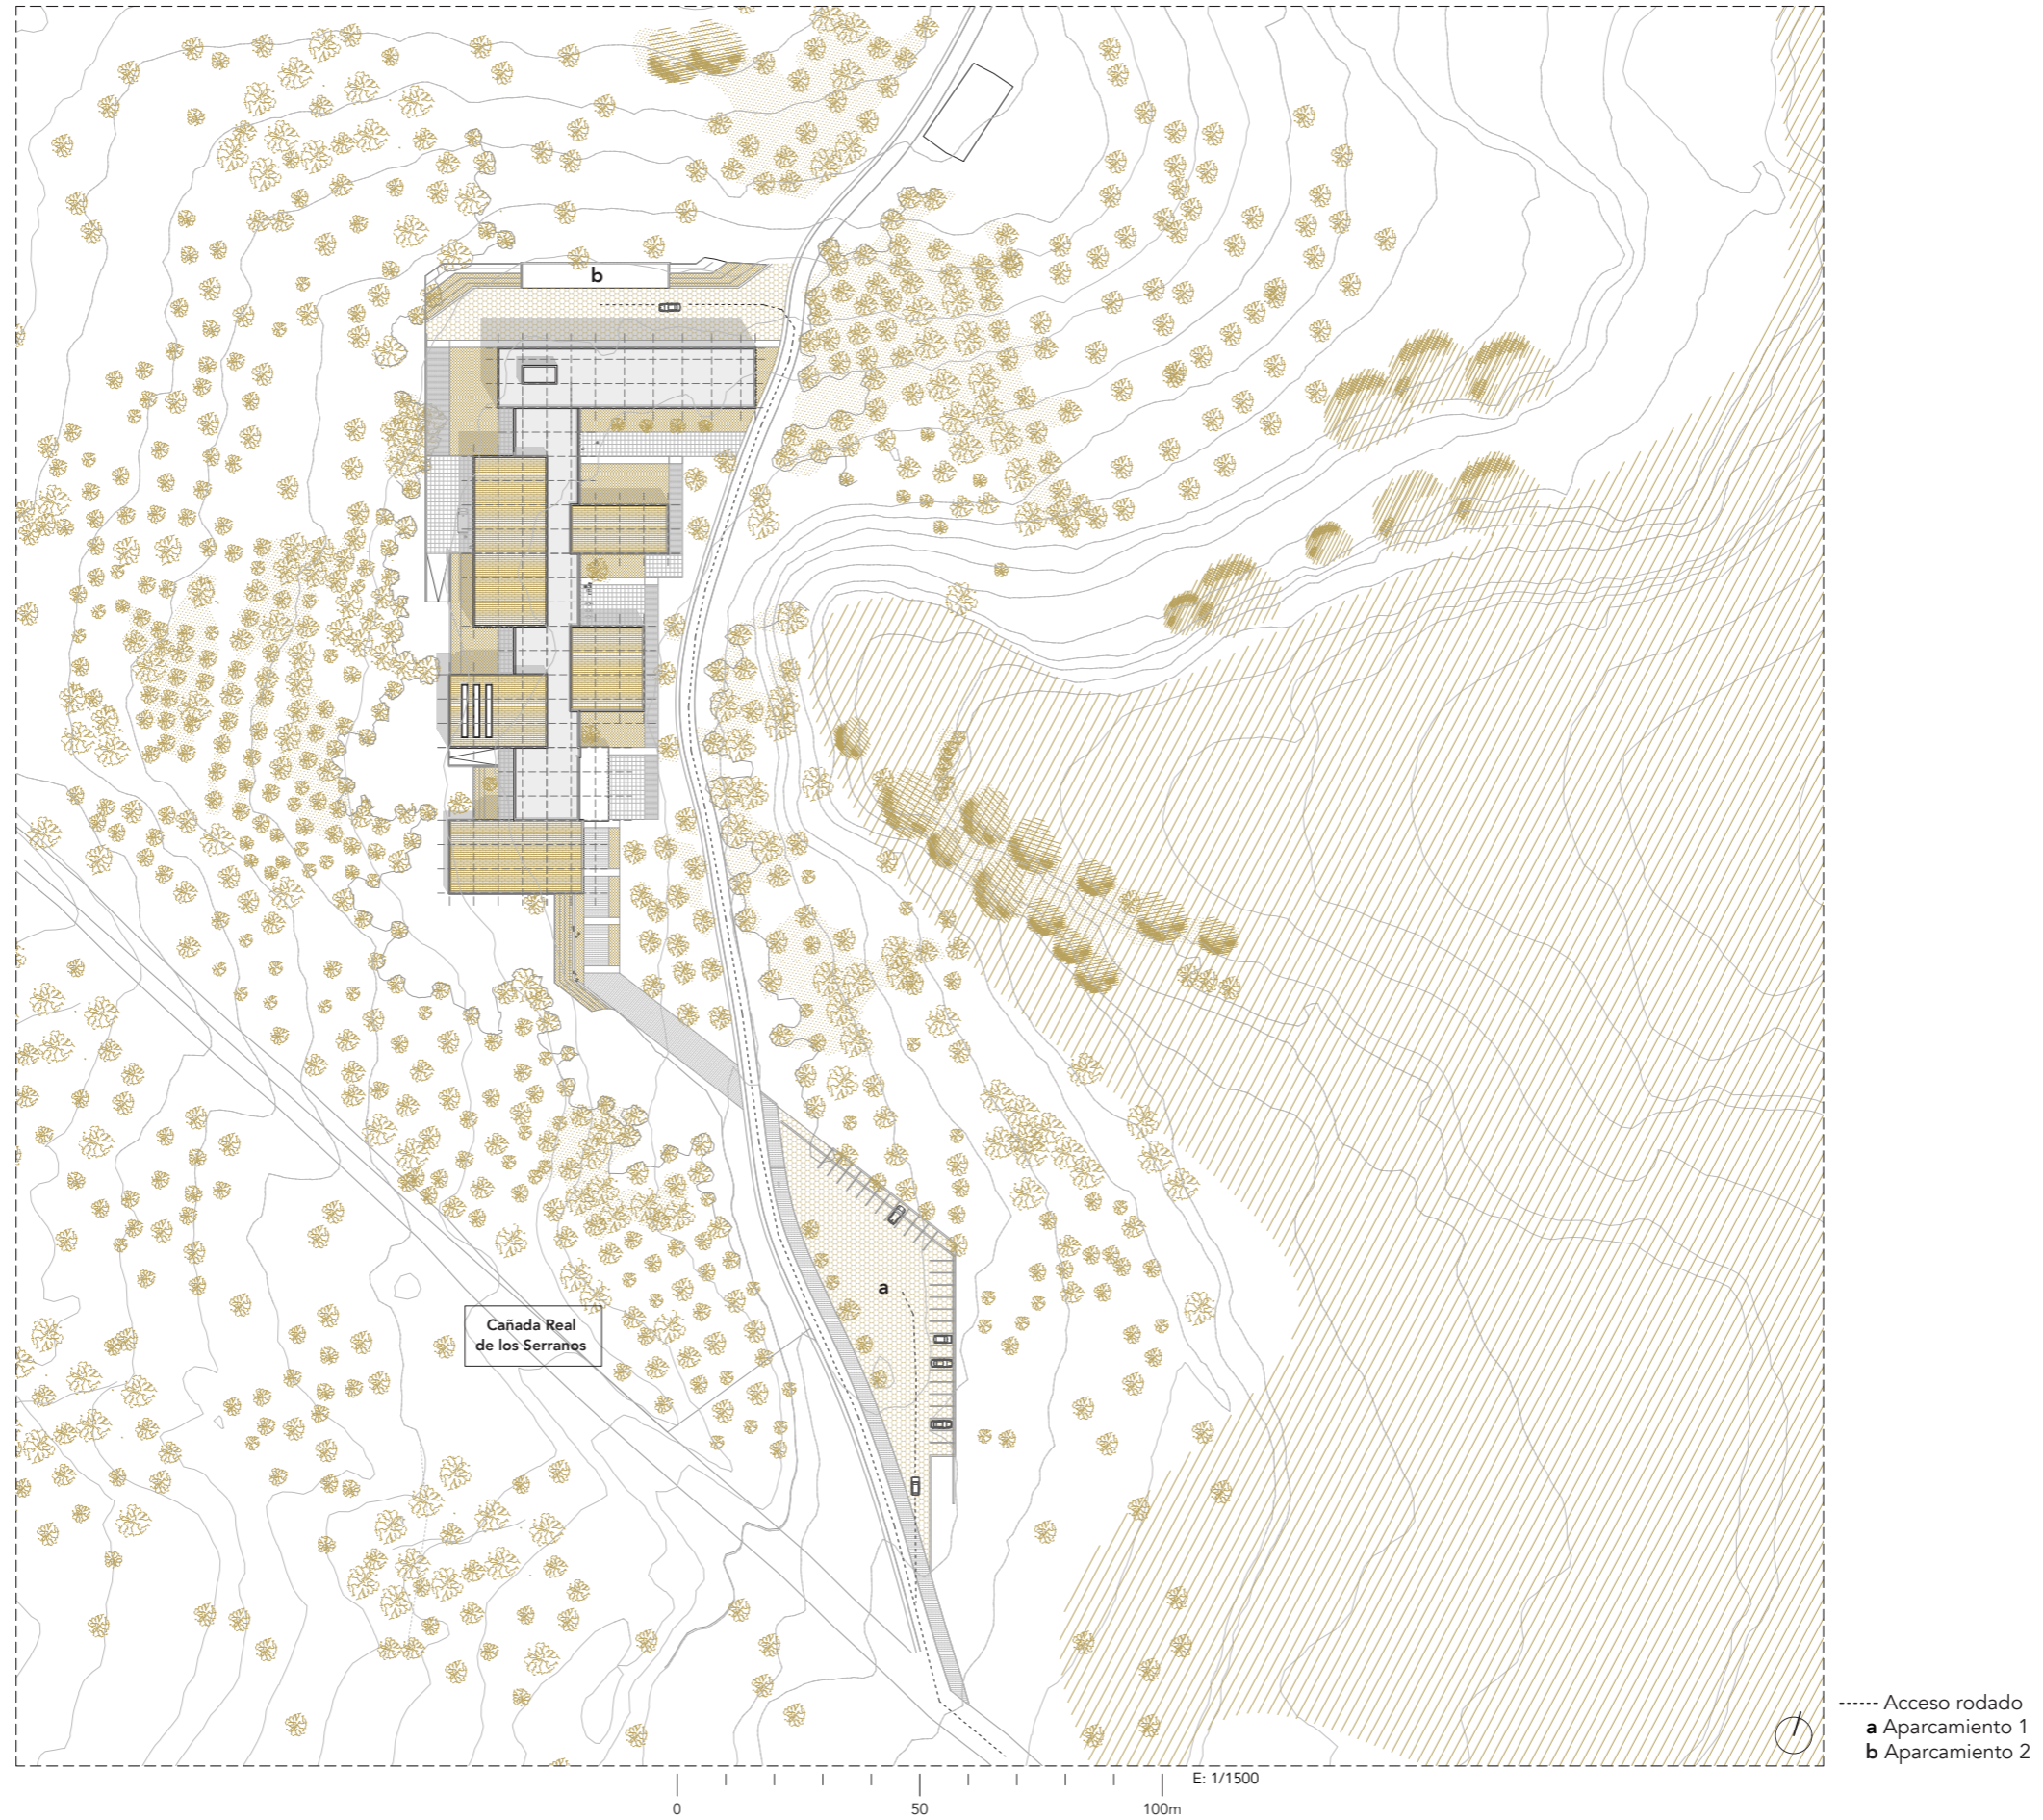 b
a
Cañada Real
de los Serranos
Acceso rodado
a Aparcamiento 1
b Aparcamiento 2
E: 1/1500
0 50 100m